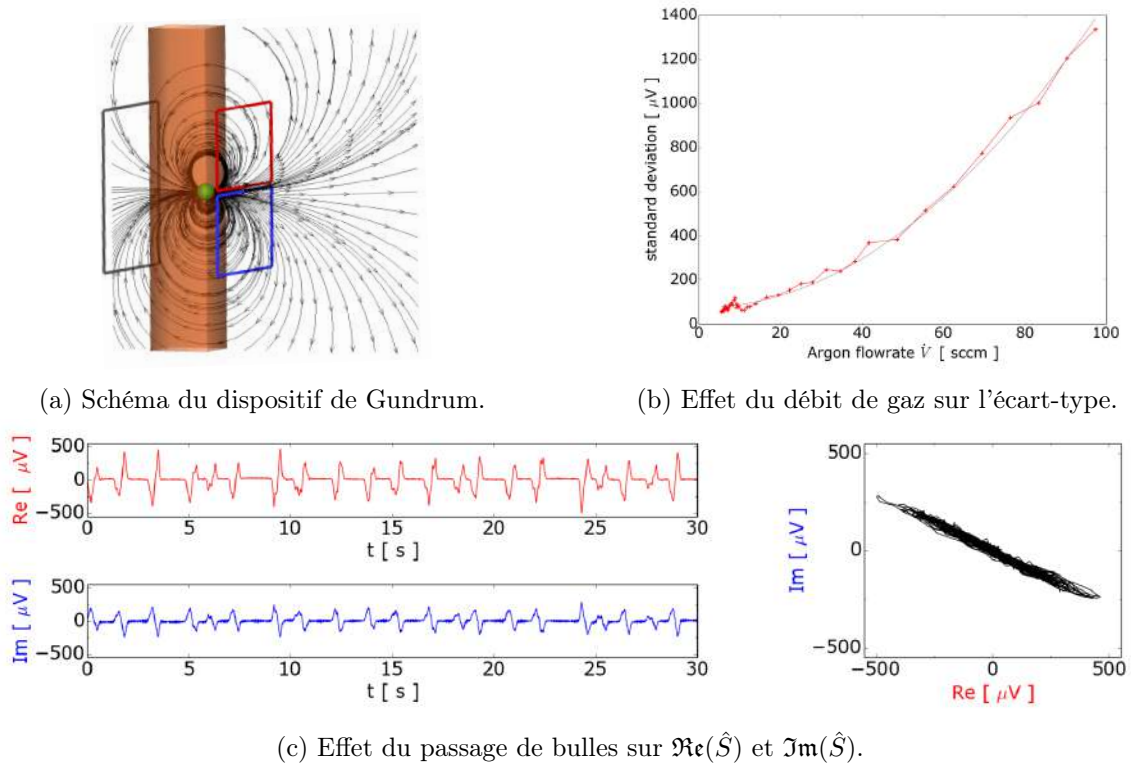 1400
1200
1000
800
600
400
200
0
standard deviation [ μV ]
0 20 40 60 80 100
Argon flowrate V̇ [ sccm ]
(a) Schéma du dispositif de Gundrum.
(b) Effet du débit de gaz sur l'écart-type.
Re [ μV ]
500
0
−500
0 5 10 15 20 25 30
t [ s ]
Im [ μV ]
500
0
−500
0 5 10 15 20 25 30
t [ s ]
Im [ μV ]
500
0
−500
−500 0 500
Re [ μV ]
(c) Effet du passage de bulles sur ℜ𝔢(Ŝ) et ℑ𝔪(Ŝ).